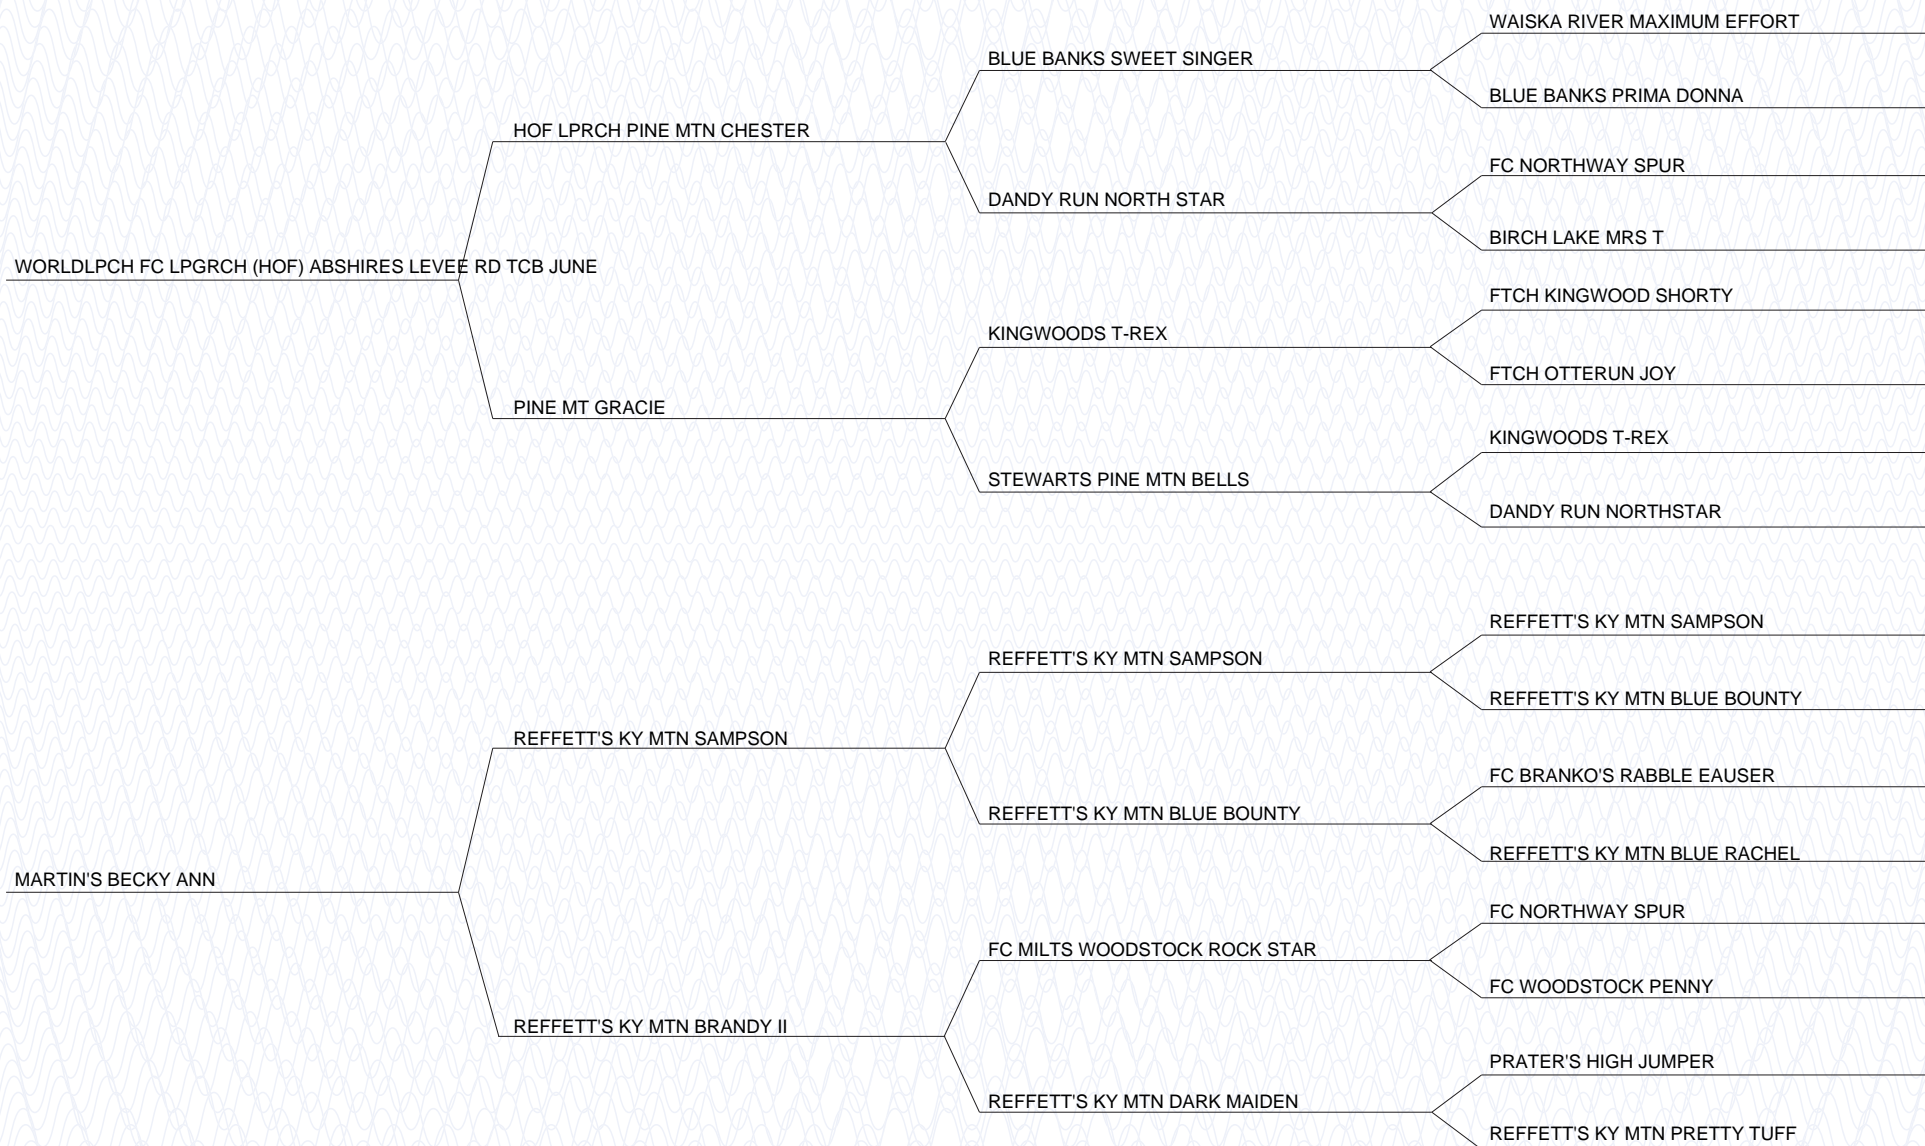 WAISKA RIVER MAXIMUM EFFORT
BLUE BANKS SWEET SINGER
BLUE BANKS PRIMA DONNA
HOF LPRCH PINE MTN CHESTER
FC NORTHWAY SPUR
DANDY RUN NORTH STAR
BIRCH LAKE MRS T
WORLDLPCH FC LPGRCH (HOF) ABSHIRES LEVEE RD TCB JUNE
FTCH KINGWOOD SHORTY
KINGWOODS T-REX
FTCH OTTERUN JOY
PINE MT GRACIE
KINGWOODS T-REX
STEWARTS PINE MTN BELLS
DANDY RUN NORTHSTAR
REFFETT'S KY MTN SAMPSON
REFFETT'S KY MTN SAMPSON
REFFETT'S KY MTN BLUE BOUNTY
REFFETT'S KY MTN SAMPSON
FC BRANKO'S RABBLE EAUSER
REFFETT'S KY MTN BLUE BOUNTY
REFFETT'S KY MTN BLUE RACHEL
MARTIN'S BECKY ANN
FC NORTHWAY SPUR
FC MILTS WOODSTOCK ROCK STAR
FC WOODSTOCK PENNY
REFFETT'S KY MTN BRANDY II
PRATER'S HIGH JUMPER
REFFETT'S KY MTN DARK MAIDEN
REFFETT'S KY MTN PRETTY TUFF